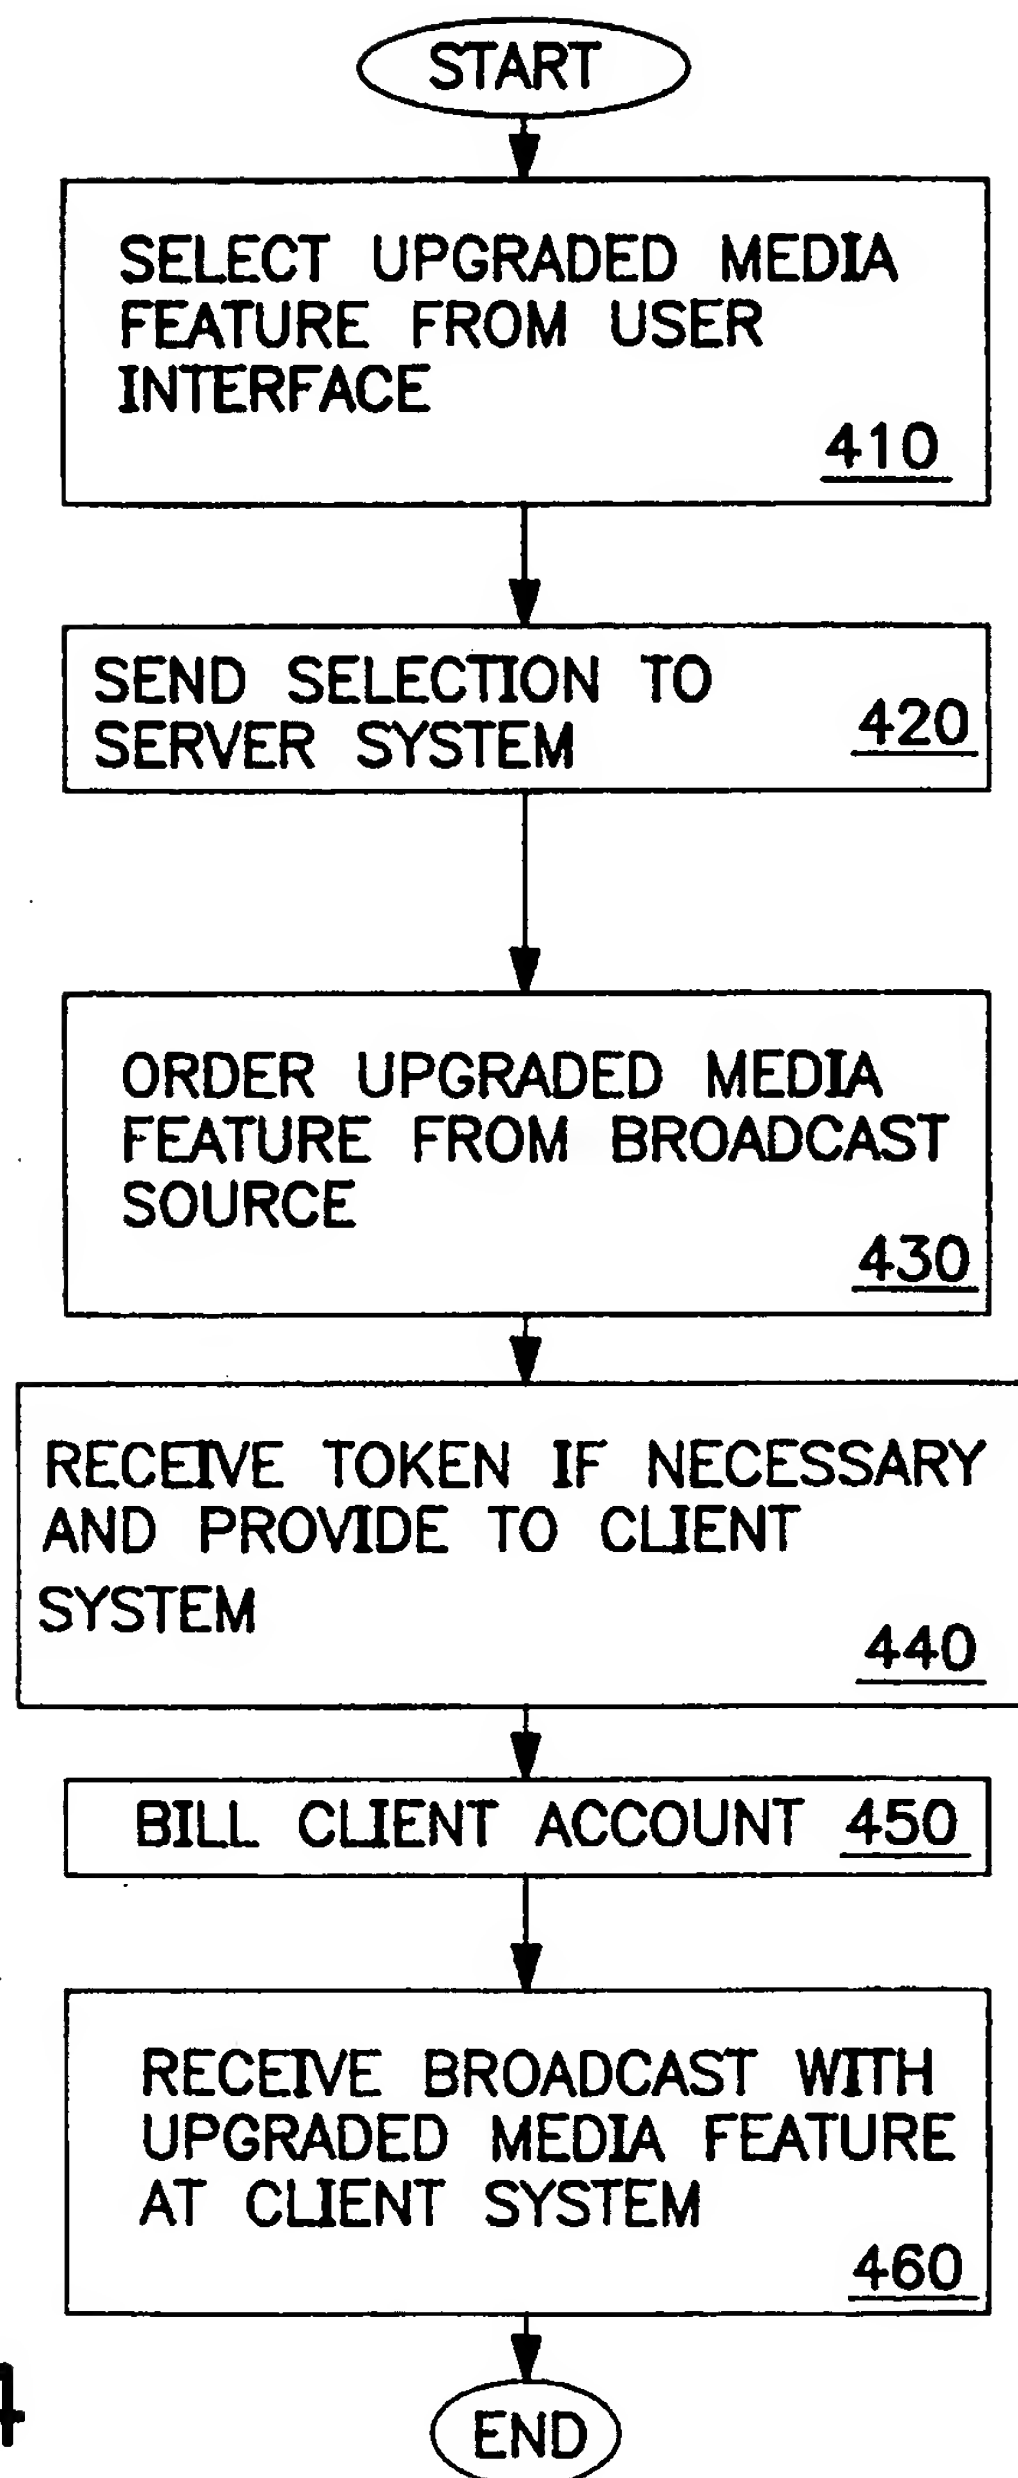 START
SELECT UPGRADED MEDIA
FEATURE FROM USER
INTERFACE
410
SEND SELECTION TO
SERVER SYSTEM
420
ORDER UPGRADED MEDIA
FEATURE FROM BROADCAST
SOURCE
430
RECEIVE TOKEN IF NECESSARY
AND PROVIDE TO CLIENT
SYSTEM
440
BILL CLIENT ACCOUNT 450
RECEIVE BROADCAST WITH
UPGRADED MEDIA FEATURE
AT CLIENT SYSTEM
460
4
END